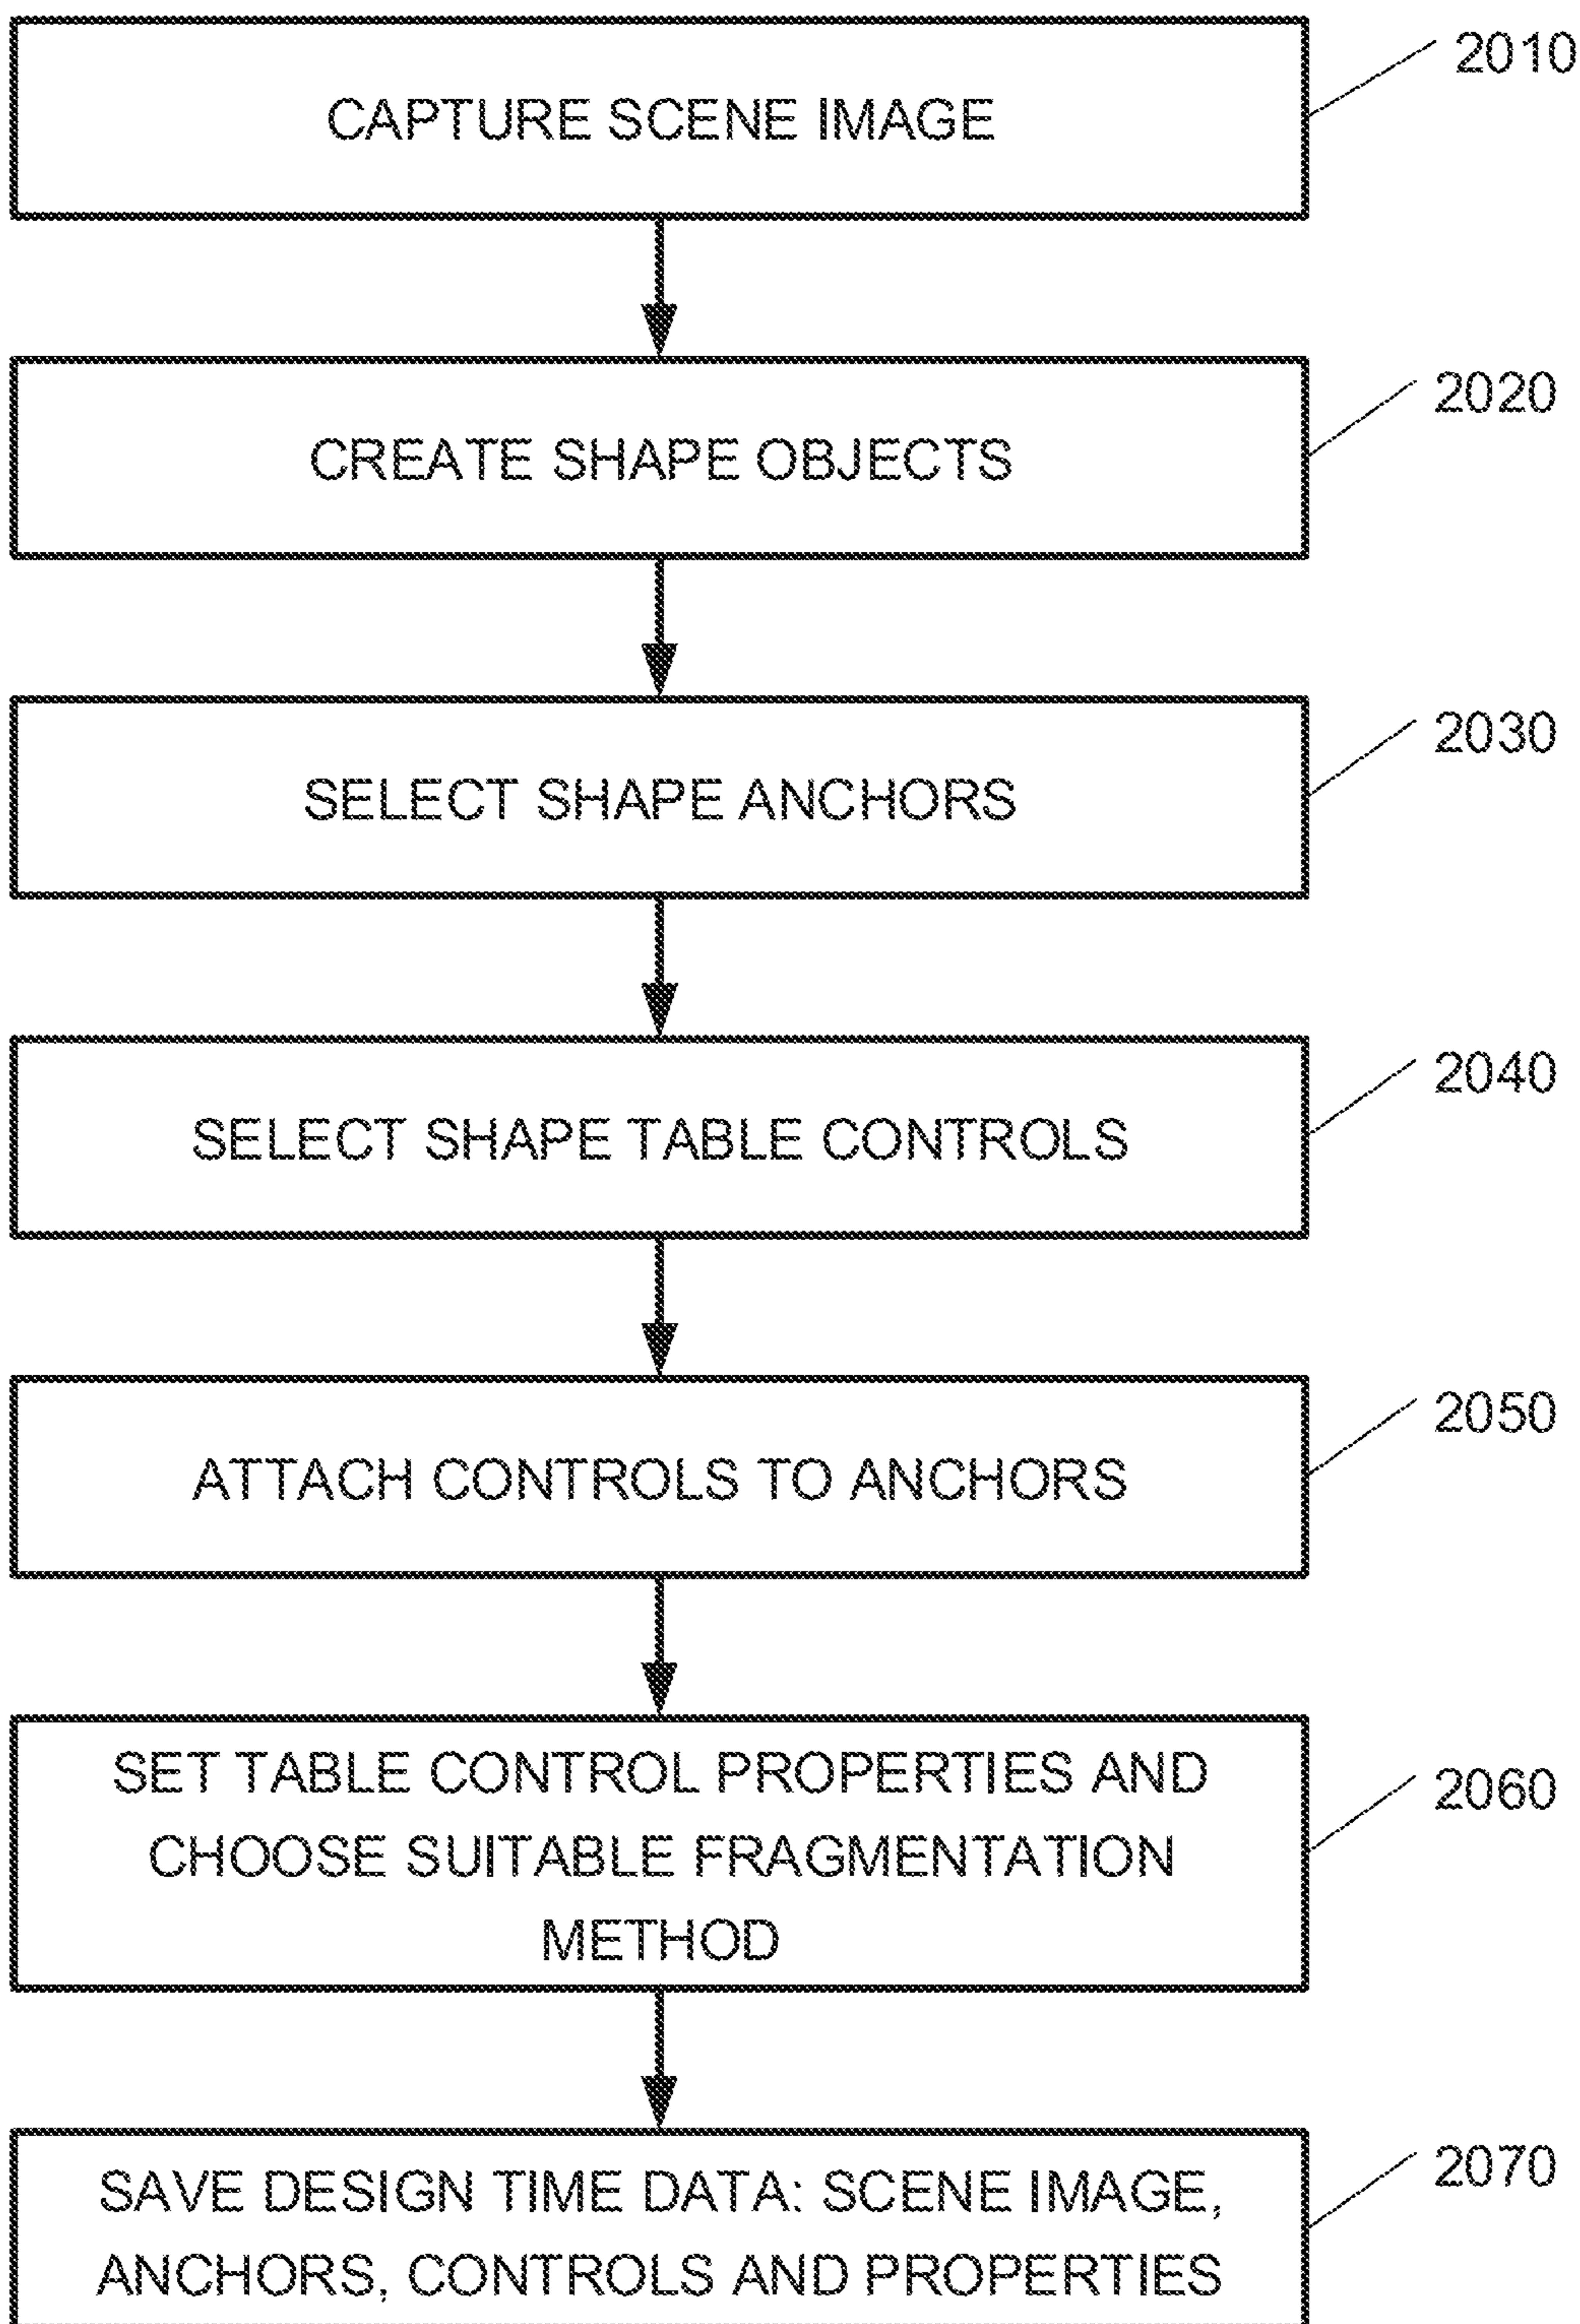 CAPTURE SCENE IMAGE
2010
CREATE SHAPE OBJECTS
2020
SELECT SHAPE ANCHORS
2030
SELECT SHAPE TABLE CONTROLS
2040
ATTACH CONTROLS TO ANCHORS
2050
SET TABLE CONTROL PROPERTIES AND
CHOOSE SUITABLE FRAGMENTATION
METHOD
2060
SAVE DESIGN TIME DATA: SCENE IMAGE,
ANCHORS, CONTROLS AND PROPERTIES
2070